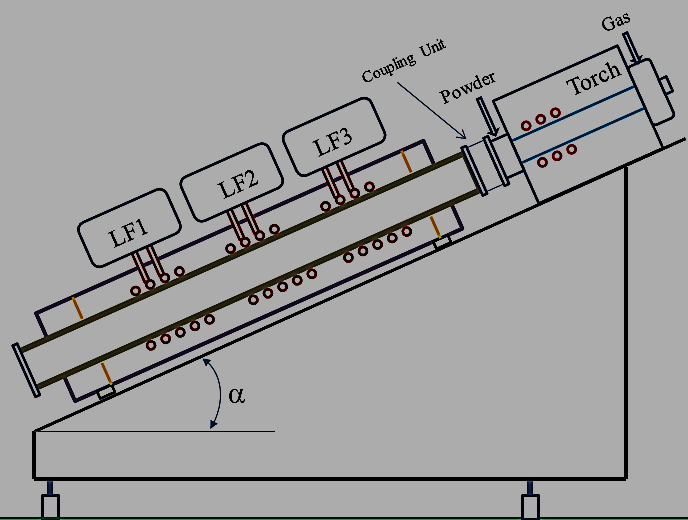 Gas
Coupling Unit
Powder
Torch
LF3
LF2
LF1
α